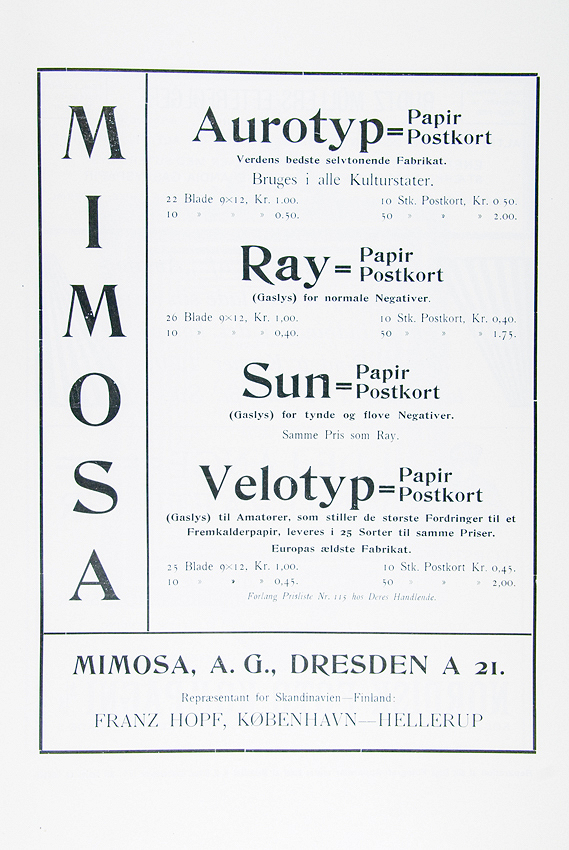 MIMOSA
Aurotyp= Papir
Postkort
Verdens bedste selvtonende Fabrikat.
Bruges i alle Kulturstater.
22 Blade 9×12, Kr. 1.00. 10 Stk. Postkort, Kr. 0 50.
10 » » » 0.50. 50 » » » 2.00.
Ray= Papir
Postkort
(Gaslys) for normale Negativer.
26 Blade 9×12, Kr. 1,00. 10 Stk. Postkort, Kr. 0,40.
10 » » » 0,40. 50 » » » 1.75.
Sun= Papir
Postkort
(Gaslys) for tynde og flove Negativer.
Samme Pris som Ray.
Velotyp= Papir
Postkort
(Gaslys) til Amatører, som stiller de største Fordringer til et
Fremkalderpapir, leveres i 25 Sorter til samme Priser.
Europas ældste Fabrikat.
25 Blade 9×12, Kr. 1,00. 10 Stk. Postkort Kr. 0,45.
10 » » » 0,45. 50 » » » 2,00.
Forlang Prisliste Nr. 115 hos Deres Handlende.
MIMOSA, A. G., DRESDEN A 21.
Repræsentant for Skandinavien—Finland:
FRANZ HOPF, KØBENHAVN—HELLERUP